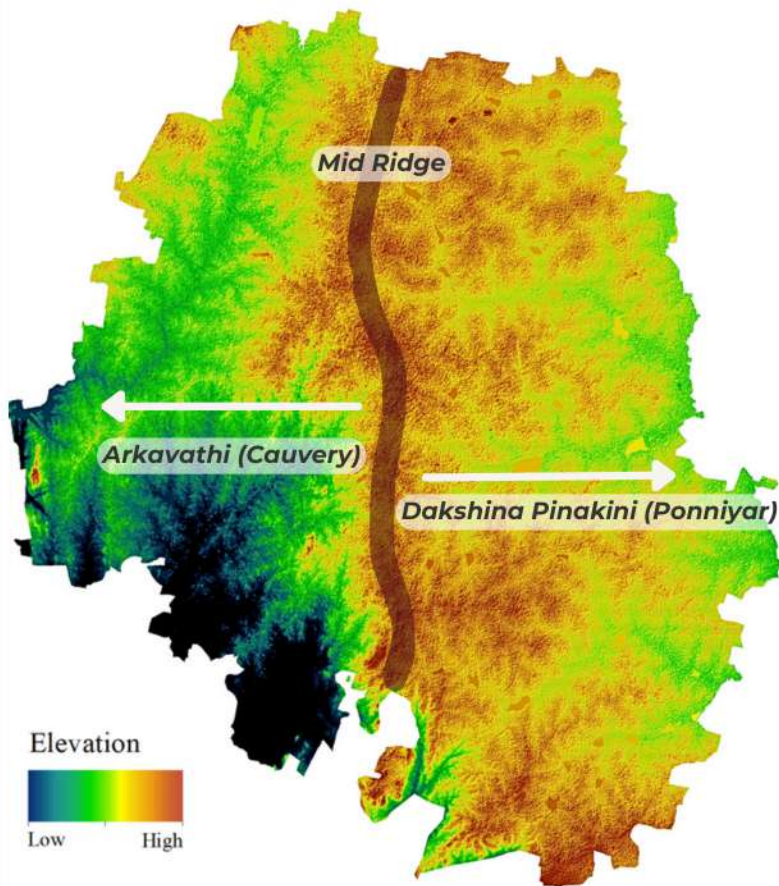 Mid Ridge
Arkavathi (Cauvery)
Dakshina Pinakini (Ponniyar)
Elevation
Low High